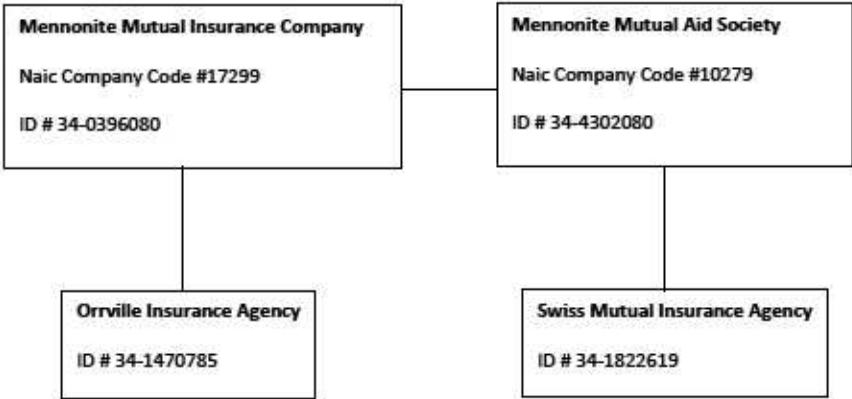 Mennonite Mutual Insurance Company
Naic Company Code #17299
ID # 34-0396080
Mennonite Mutual Aid Society
Naic Company Code #10279
ID # 34-4302080
Orrville Insurance Agency
ID # 34-1470785
Swiss Mutual Insurance Agency
ID # 34-1822619